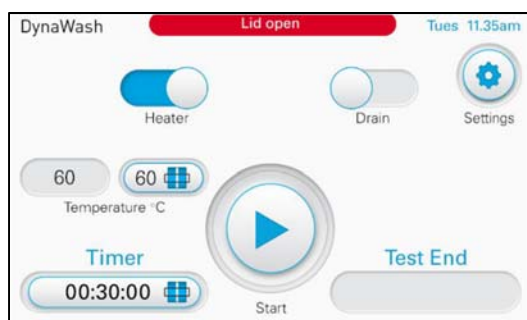 DynaWash
Lid open
Tues 11.35am
Heater
Drain
Settings
60
60
Temperature °C
Timer
Test End
00:30:00
Start